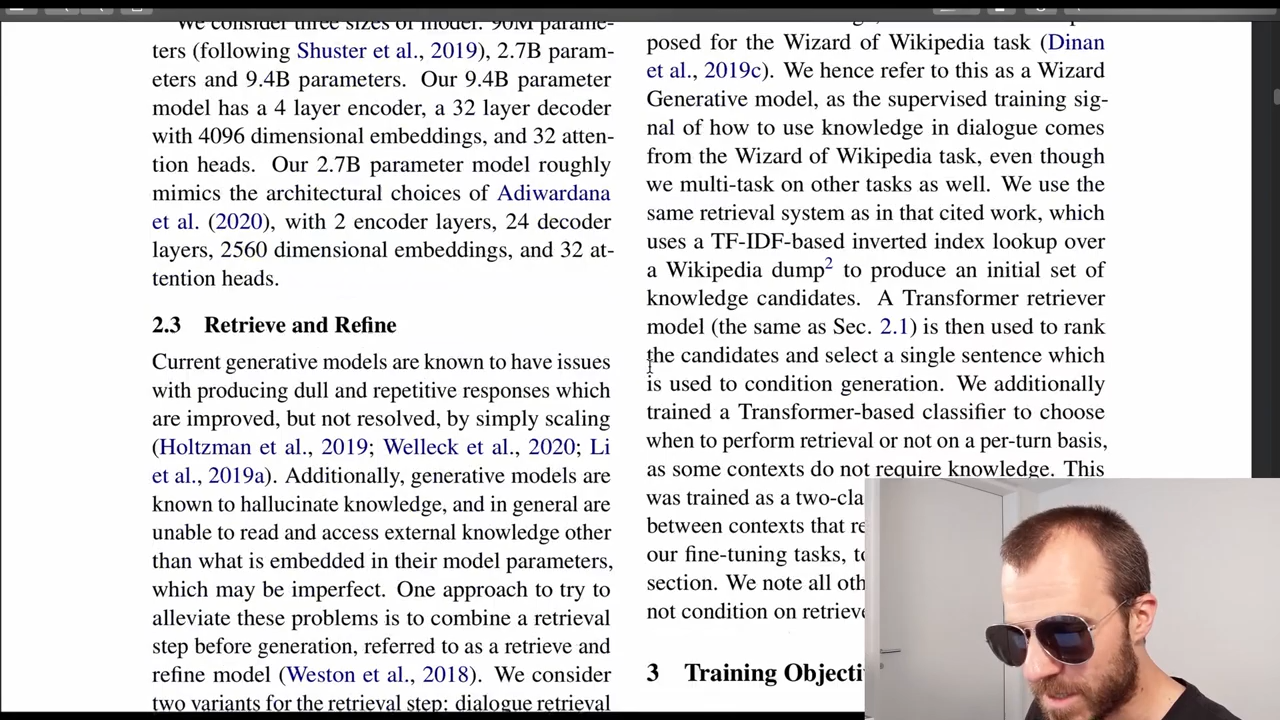 We consider three sizes of model: 90M parame-
ters (following Shuster et al., 2019), 2.7B param-
eters and 9.4B parameters. Our 9.4B parameter
model has a 4 layer encoder, a 32 layer decoder
with 4096 dimensional embeddings, and 32 atten-
tion heads. Our 2.7B parameter model roughly
mimics the architectural choices of Adiwardana
et al. (2020), with 2 encoder layers, 24 decoder
layers, 2560 dimensional embeddings, and 32 at-
tention heads.
2.3 Retrieve and Refine
Current generative models are known to have issues
with producing dull and repetitive responses which
are improved, but not resolved, by simply scaling
(Holtzman et al., 2019; Welleck et al., 2020; Li
et al., 2019a). Additionally, generative models are
known to hallucinate knowledge, and in general are
unable to read and access external knowledge other
than what is embedded in their model parameters,
which may be imperfect. One approach to try to
alleviate these problems is to combine a retrieval
step before generation, referred to as a retrieve and
refine model (Weston et al., 2018). We consider
two variants for the retrieval step: dialogue retrieval
posed for the Wizard of Wikipedia task (Dinan
et al., 2019c). We hence refer to this as a Wizard
Generative model, as the supervised training sig-
nal of how to use knowledge in dialogue comes
from the Wizard of Wikipedia task, even though
we multi-task on other tasks as well. We use the
same retrieval system as in that cited work, which
uses a TF-IDF-based inverted index lookup over
a Wikipedia dump2 to produce an initial set of
knowledge candidates. A Transformer retriever
model (the same as Sec. 2.1) is then used to rank
the candidates and select a single sentence which
is used to condition generation. We additionally
trained a Transformer-based classifier to choose
when to perform retrieval or not on a per-turn basis,
as some contexts do not require knowledge. This
was trained as a two-cla
between contexts that re
our fine-tuning tasks, to
section. We note all oth
not condition on retrieve
3 Training Objecti